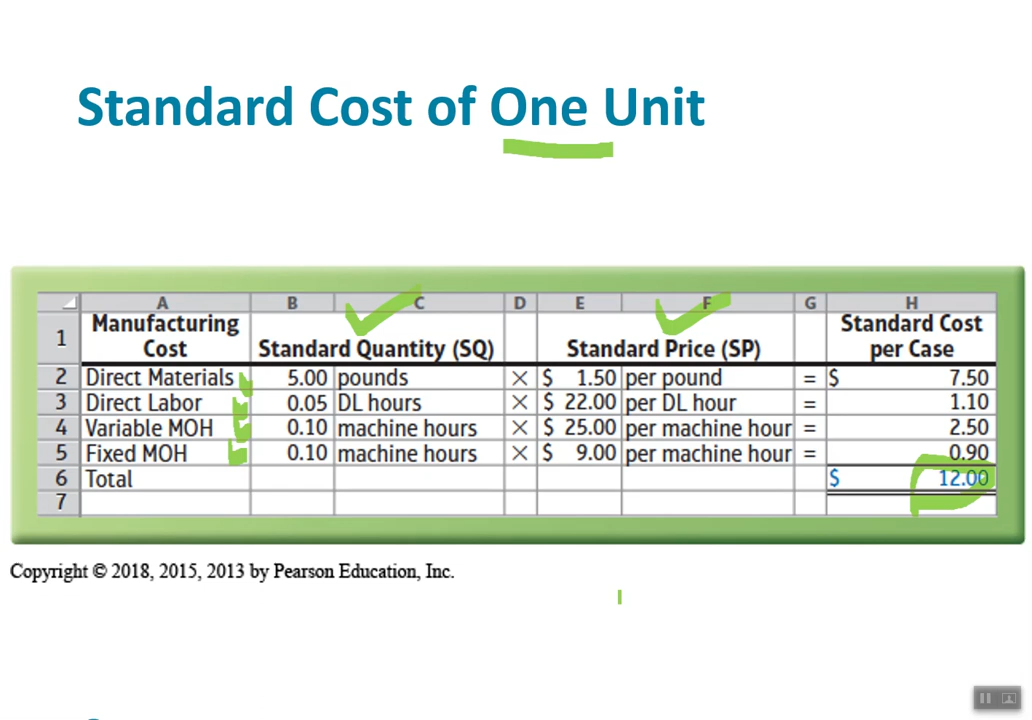 Standard Cost of One Unit
A B C D E F G H
1 Manufacturing Cost Standard Quantity (SQ) Standard Price (SP) Standard Cost per Case
2 Direct Materials 5.00 pounds × $ 1.50 per pound = $ 7.50
3 Direct Labor 0.05 DL hours × $ 22.00 per DL hour = 1.10
4 Variable MOH 0.10 machine hours × $ 25.00 per machine hour = 2.50
5 Fixed MOH 0.10 machine hours × $ 9.00 per machine hour = 0.90
6 Total $ 12.00
7
Copyright © 2018, 2015, 2013 by Pearson Education, Inc.